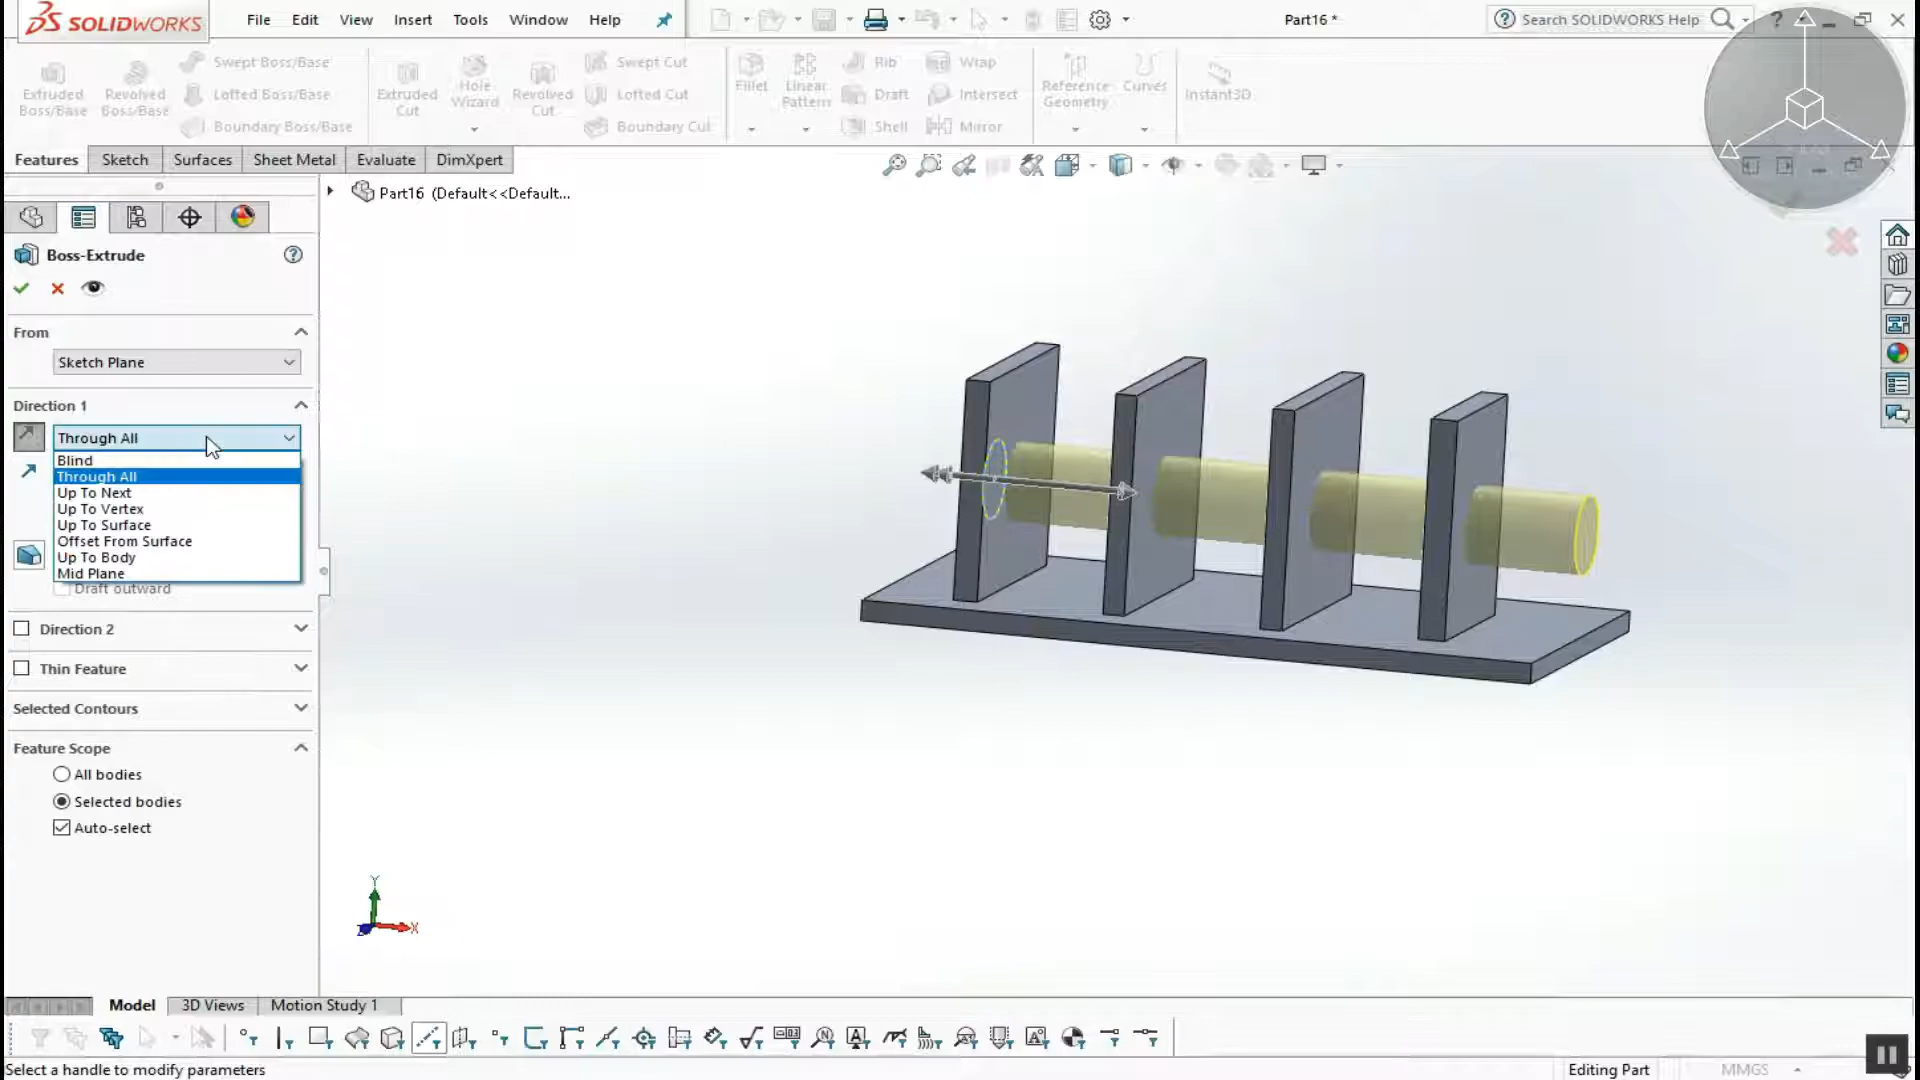 SOLIDWORKS
File Edit View Insert Tools Window Help
Part16 *
Search SOLIDWORKS Help
?
Extruded Boss/Base
Revolved Boss/Base
Swept Boss/Base
Lofted Boss/Base
Boundary Boss/Base
Extruded Cut
Hole Wizard
Revolved Cut
Swept Cut
Lofted Cut
Boundary Cut
Fillet
Linear Pattern
Rib
Draft
Shell
Wrap
Intersect
Mirror
Reference Geometry
Curves
Instant3D
Features Sketch Surfaces Sheet Metal Evaluate DimXpert
Part16 (Default<<Default...
Boss-Extrude
?
From
Sketch Plane
Direction 1
Through All
Blind
Through All
Up To Next
Up To Vertex
Up To Surface
Offset From Surface
Up To Body
Mid Plane
Draft outward
Direction 2
Thin Feature
Selected Contours
Feature Scope
All bodies
Selected bodies
Auto-select
Y
X
Z
Model 3D Views Motion Study 1
Select a handle to modify parameters
Editing Part
MMGS